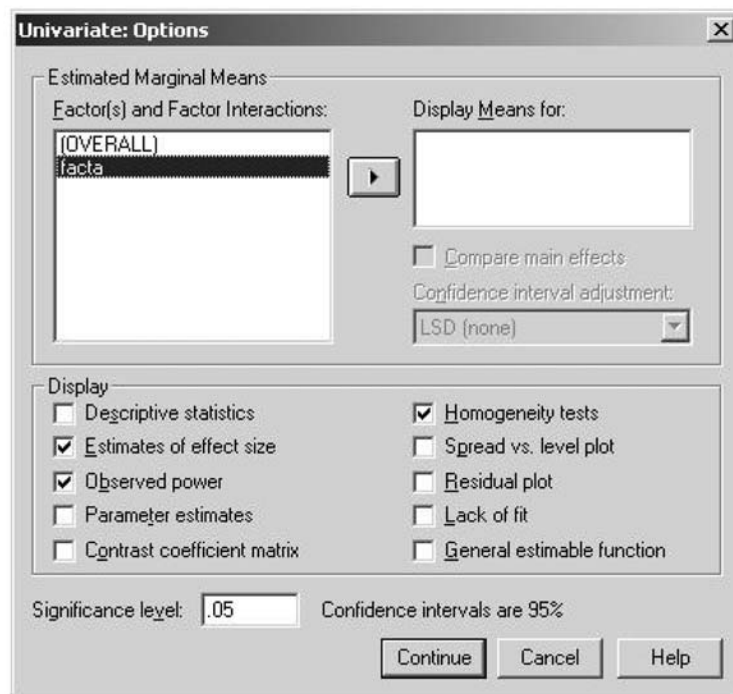 Univariate: Options
Estimated Marginal Means
Factor(s) and Factor Interactions:
(OVERALL)
facta
Display Means for:
Compare main effects
Confidence interval adjustment:
LSD (none)
Display
Descriptive statistics
Estimates of effect size
Observed power
Parameter estimates
Contrast coefficient matrix
Homogeneity tests
Spread vs. level plot
Residual plot
Lack of fit
General estimable function
Significance level: .05 Confidence intervals are 95%
Continue Cancel Help